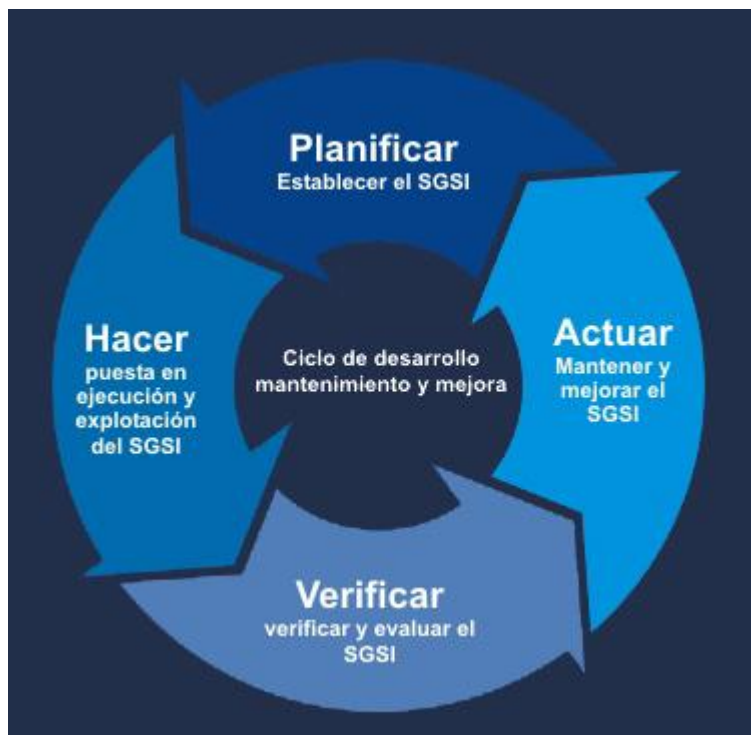 Planificar
Establecer el SGSI
Hacer
puesta en
ejecución y
explotación
del SGSI
Ciclo de desarrollo
mantenimiento y mejora
Actuar
Mantener y
mejorar el
SGSI
Verificar
verificar y evaluar el
SGSI